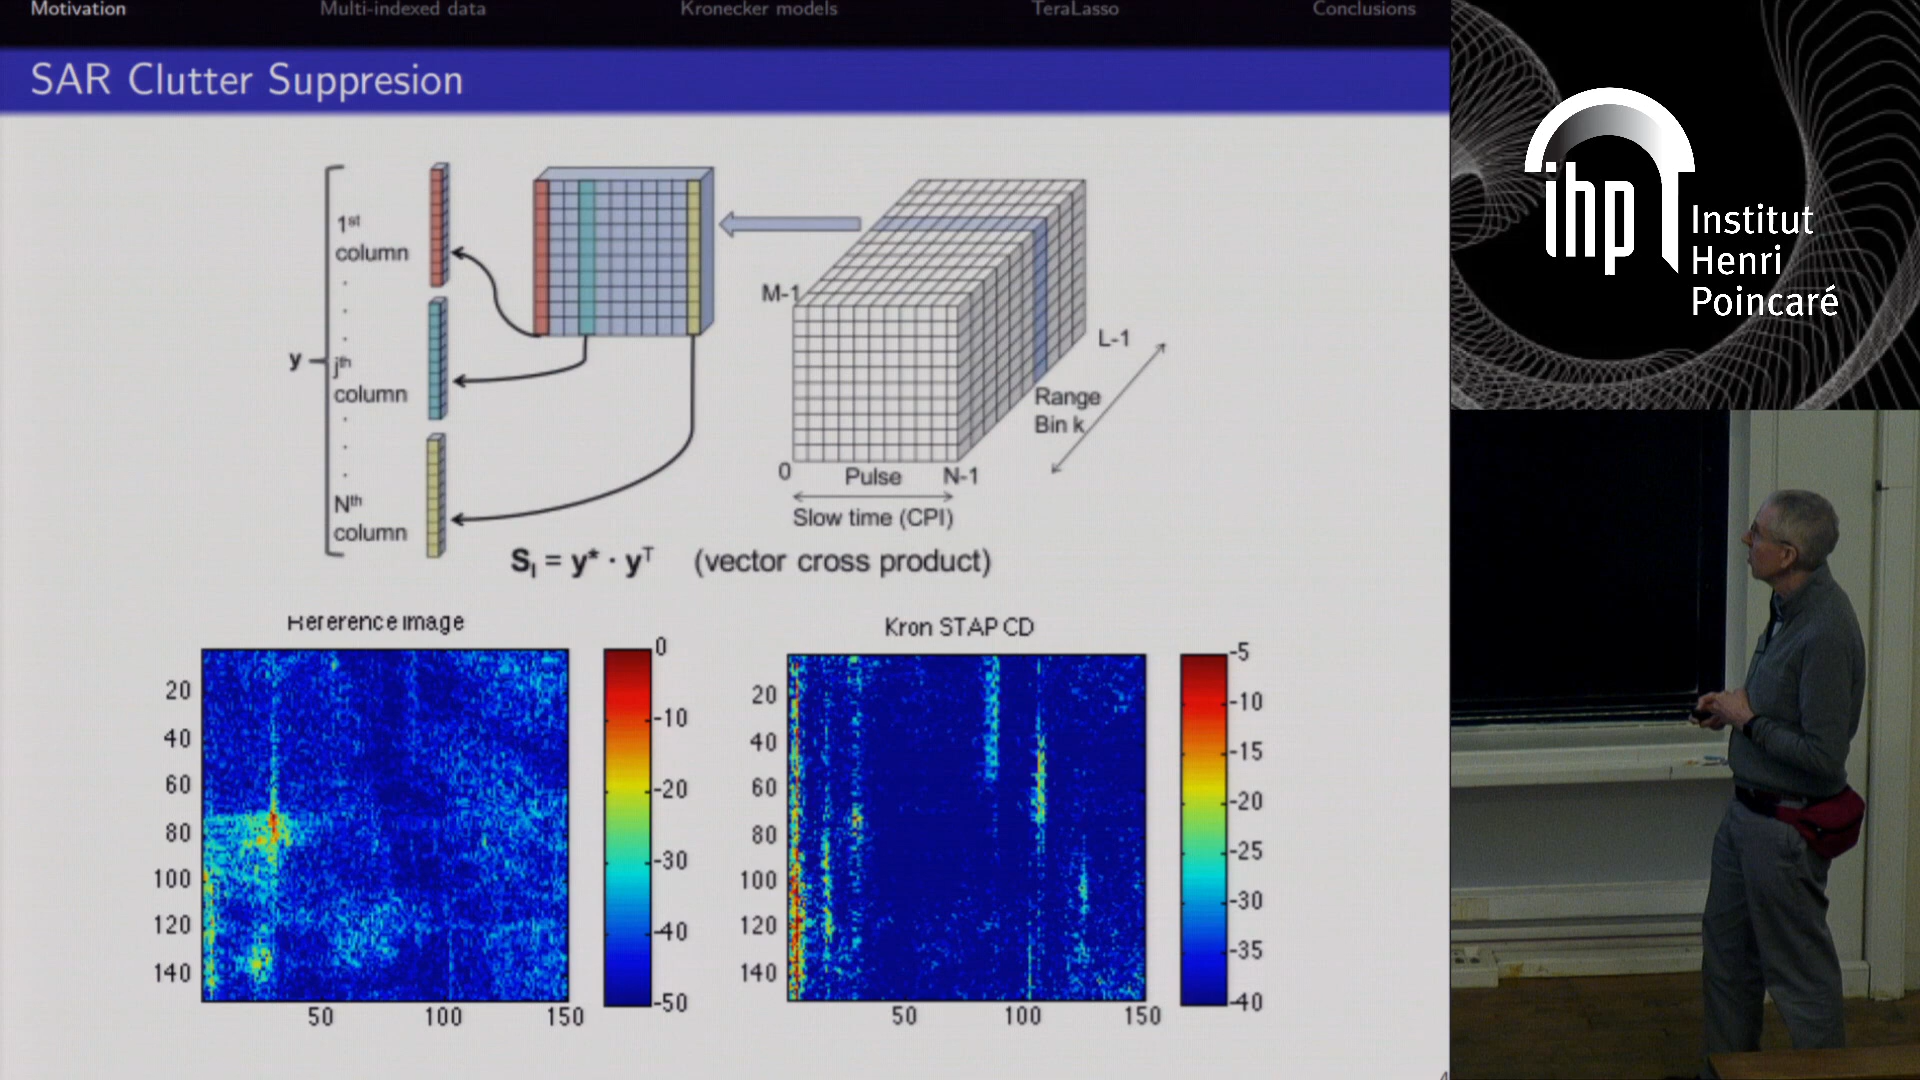 Motivation Multi-indexed data Kronecker models TeraLasso Conclusions
SAR Clutter Suppresion
1st
column
.
.
.
jth
column
.
.
.
Nth
column
y
M-1
L-1
Range
Bin k
0 Pulse N-1
Slow time (CPI)
Sl = y* · yT (vector cross product)
Rererence image
0
-10
-20
-30
-40
-50
20
40
60
80
100
120
140
50 100 150
Kron STAP CD
-5
-10
-15
-20
-25
-30
-35
-40
20
40
60
80
100
120
140
50 100 150
4
ihp
Institut
Henri
Poincaré